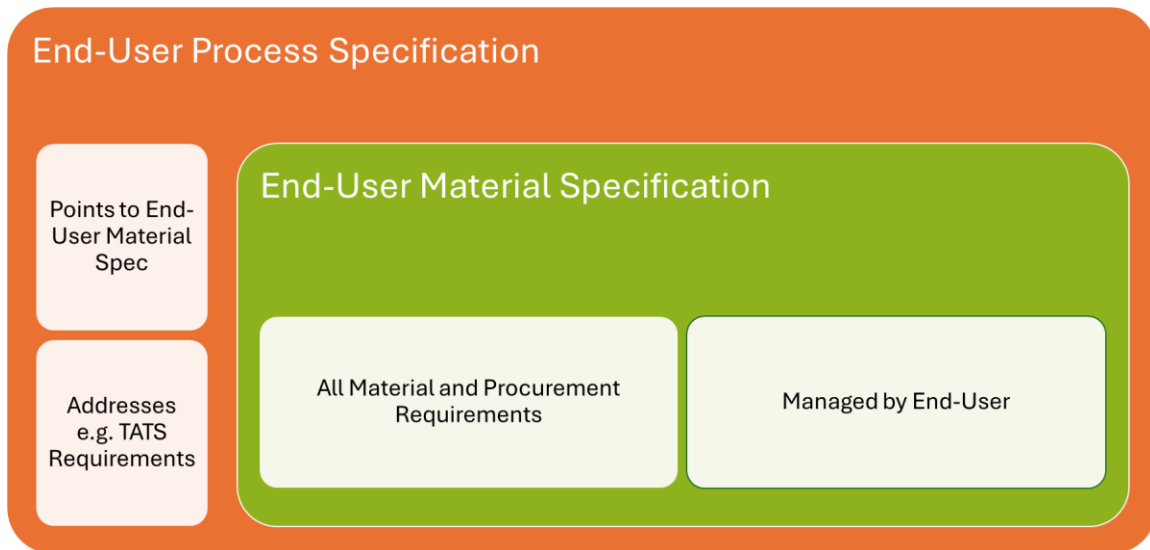 End-User Process Specification
Points to End-
User Material
Spec
Addresses
e.g. TATS
Requirements
End-User Material Specification
All Material and Procurement
Requirements
Managed by End-User